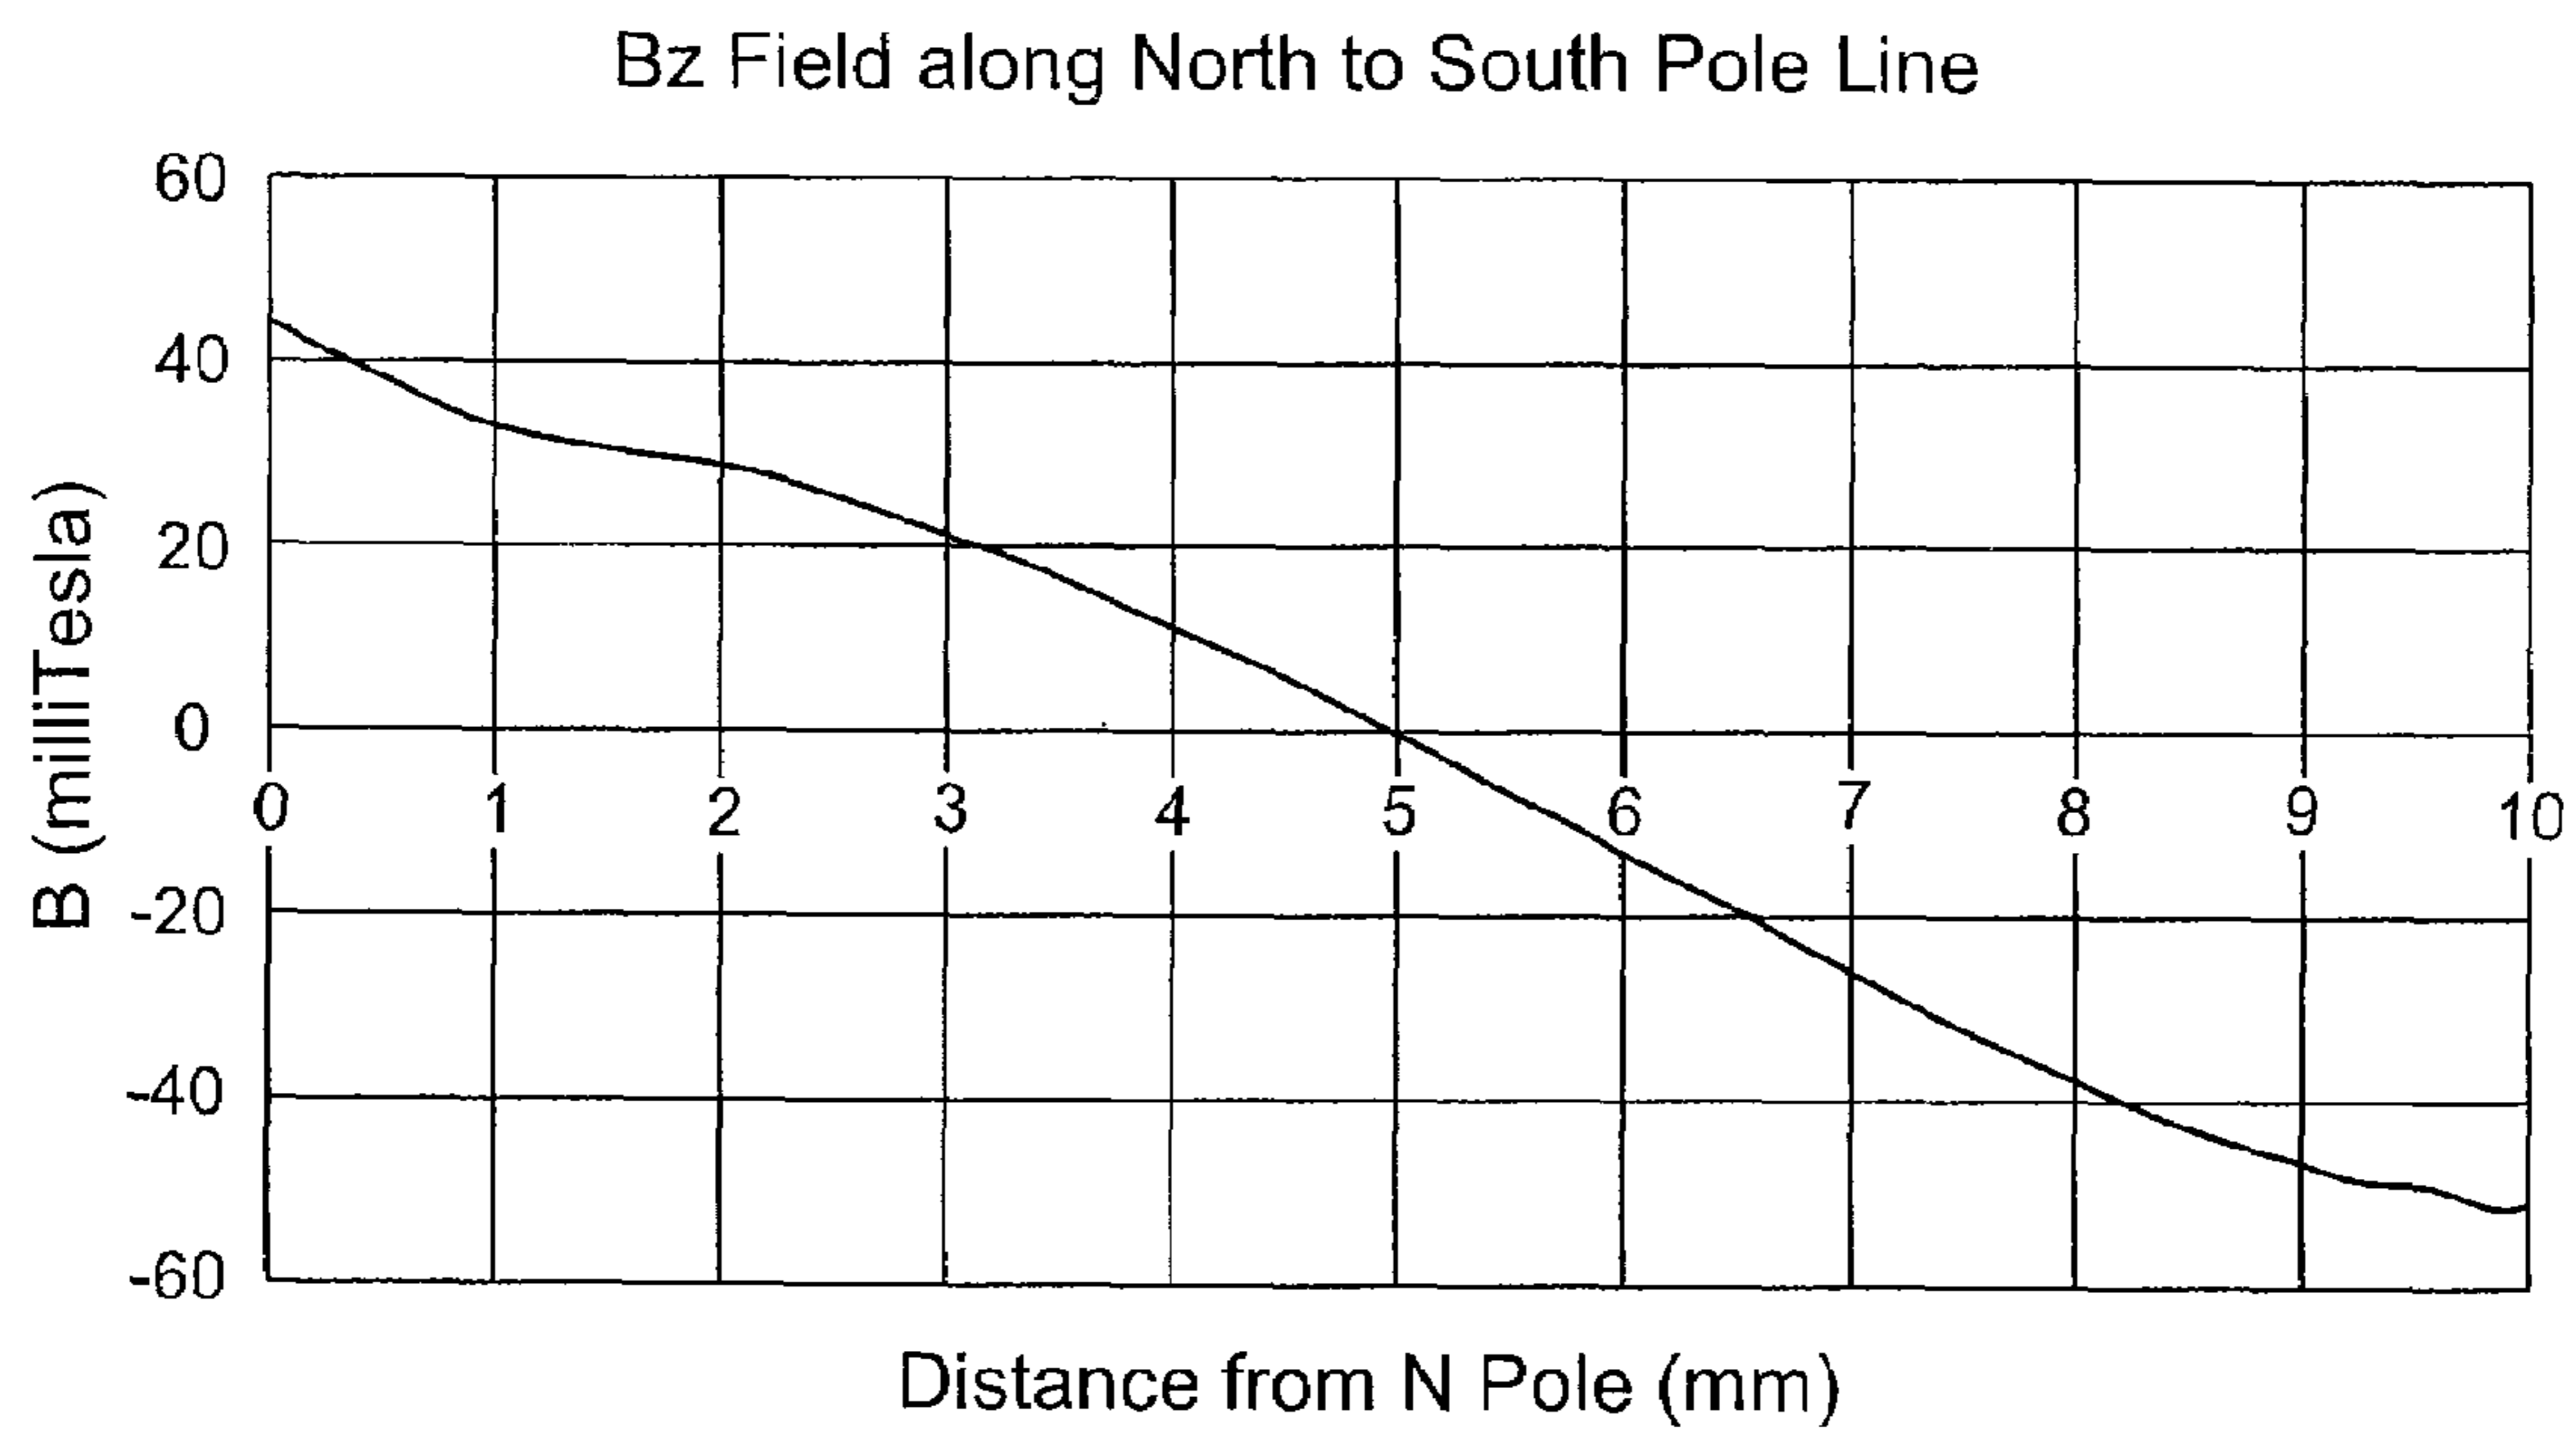 Bz Field along North to South Pole Line
60
40
20
0
-20
-40
-60
B (milliTesla)
0 1 2 3 4 5 6 7 8 9 10
Distance from N Pole (mm)